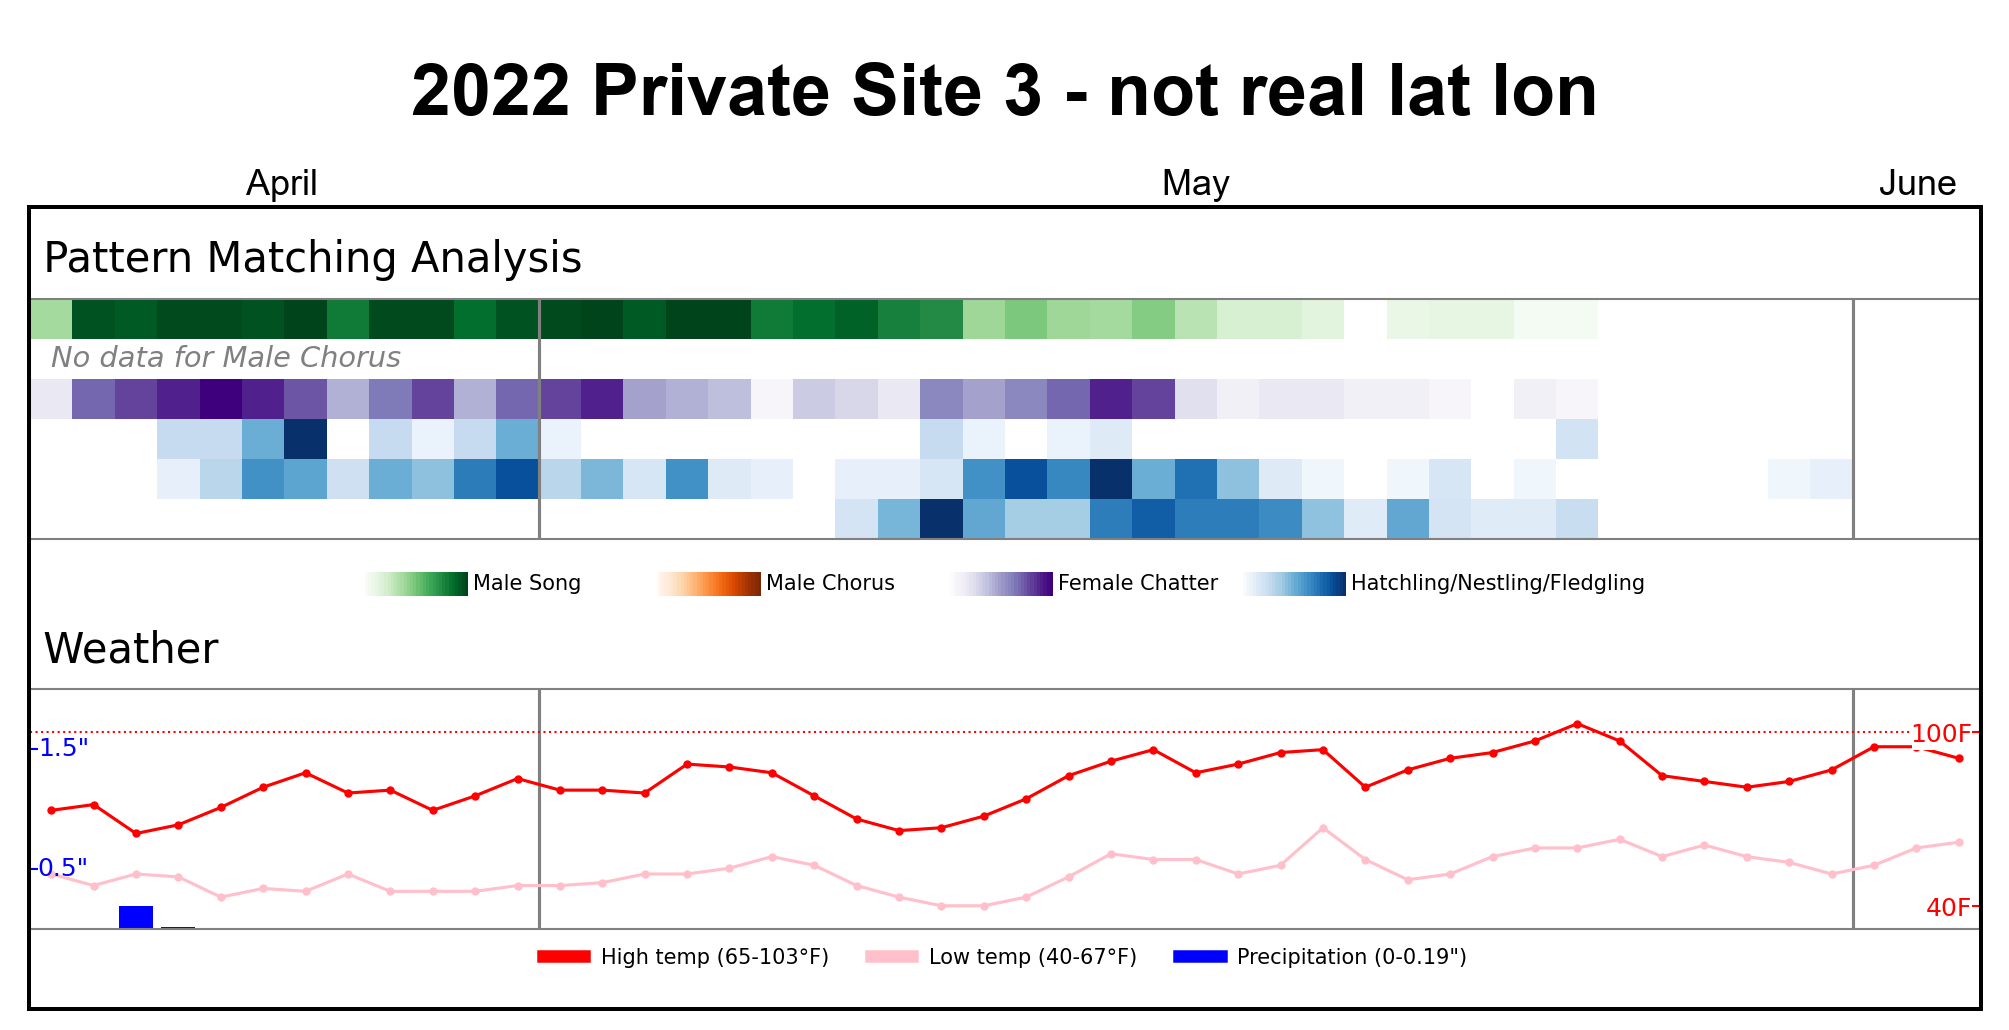 2022 Private Site 3 - not real lat lon
April May June
Pattern Matching Analysis
No data for Male Chorus
Male Song Male Chorus Female Chatter Hatchling/Nestling/Fledgling
Weather
1.5" 100F
0.5" 40F
High temp (65-103°F) Low temp (40-67°F) Precipitation (0-0.19")